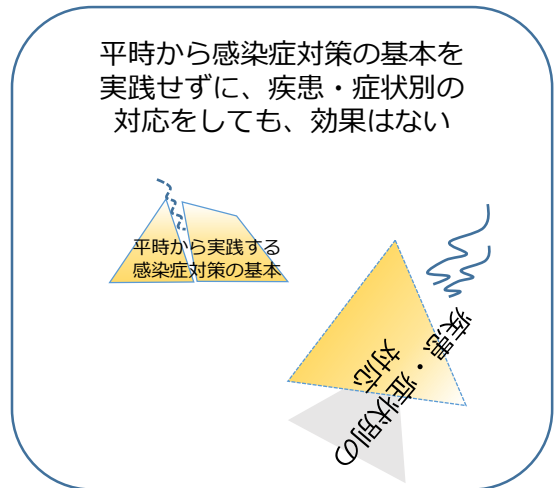 平時から感染症対策の基本を
実践せずに、疾患・症状別の
対応をしても、効果はない
平時から実践する
感染症対策の基本
疾患・症状別の
対応